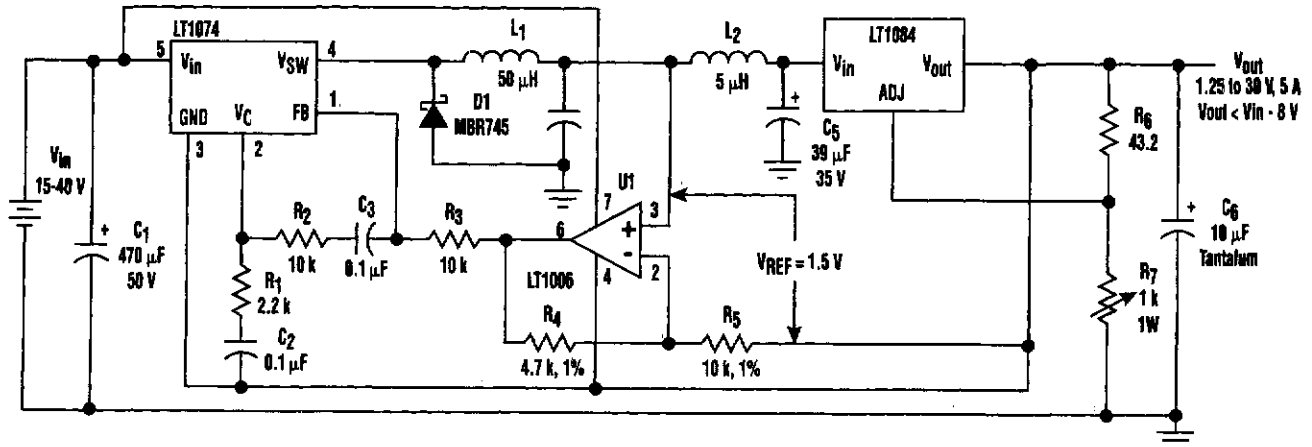 LT1074
5
Vin
VSW
4
GND
VC
FB
1
3
2
L1
50 µH
D1
MBR745
L2
5 µH
LT1084
Vin
Vout
ADJ
C5
39 µF
35 V
Vout
1.25 to 30 V, 5 A
Vout < Vin - 8 V
R6
43.2
Vin
15-40 V
C1
470 µF
50 V
R2
10 k
C3
0.1 µF
R3
10 k
R1
2.2 k
C2
0.1 µF
U1
7
3
6
+
-
4
2
LT1006
VREF = 1.5 V
R4
4.7 k, 1%
R5
10 k, 1%
C6
10 µF
Tantalum
R7
1 k
1W